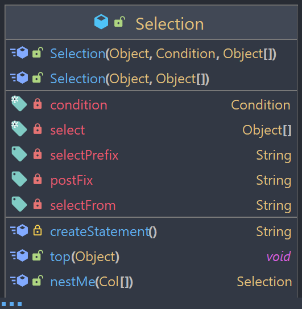 Selection
Selection(Object, Condition, Object[])
Selection(Object, Object[])
condition Condition
select Object[]
selectPrefix String
postFix String
selectFrom String
createStatement() String
top(Object) void
nestMe(Col[]) Selection